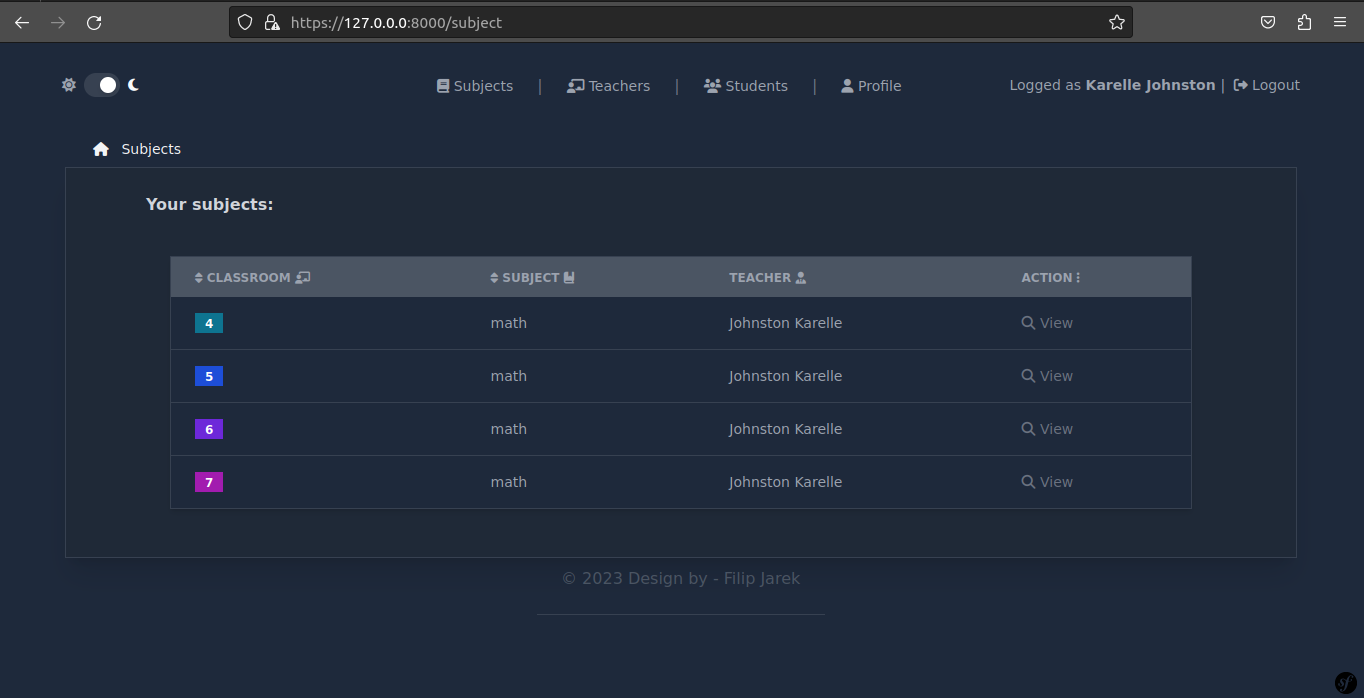 https://127.0.0.0:8000/subject
Subjects | Teachers | Students | Profile
Logged as Karelle Johnston | Logout
Subjects
Your subjects:
CLASSROOM SUBJECT TEACHER ACTION
4 math Johnston Karelle View
5 math Johnston Karelle View
6 math Johnston Karelle View
7 math Johnston Karelle View
© 2023 Design by - Filip Jarek
sf